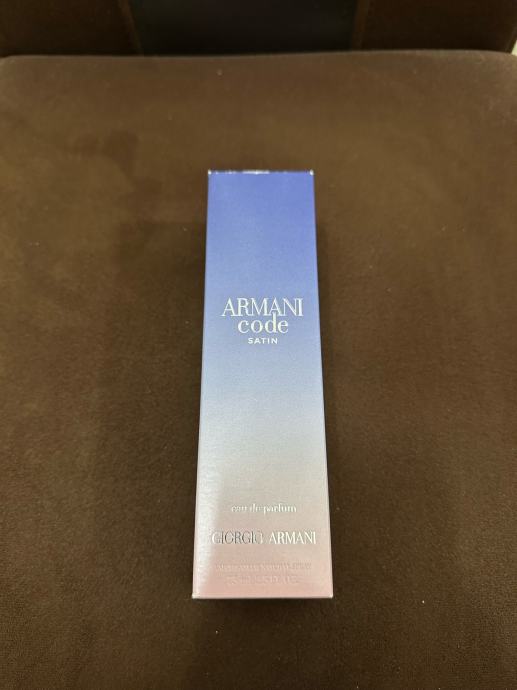 ARMANI
code
SATIN
eau de parfum
GIORGIO ARMANI